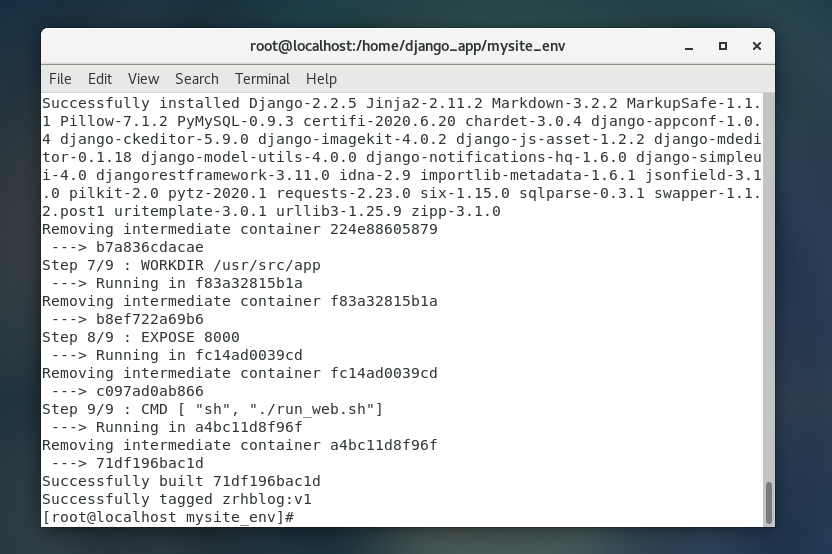 root@localhost:/home/django_app/mysite_env
File Edit View Search Terminal Help
Successfully installed Django-2.2.5 Jinja2-2.11.2 Markdown-3.2.2 MarkupSafe-1.1.
1 Pillow-7.1.2 PyMySQL-0.9.3 certifi-2020.6.20 chardet-3.0.4 django-appconf-1.0.
4 django-ckeditor-5.9.0 django-imagekit-4.0.2 django-js-asset-1.2.2 django-mdedi
tor-0.1.18 django-model-utils-4.0.0 django-notifications-hq-1.6.0 django-simpleu
i-4.0 djangorestframework-3.11.0 idna-2.9 importlib-metadata-1.6.1 jsonfield-3.1
.0 pilkit-2.0 pytz-2020.1 requests-2.23.0 six-1.15.0 sqlparse-0.3.1 swapper-1.1.
2.post1 uritemplate-3.0.1 urllib3-1.25.9 zipp-3.1.0
Removing intermediate container 224e88605879
 ---> b7a836cdacae
Step 7/9 : WORKDIR /usr/src/app
 ---> Running in f83a32815b1a
Removing intermediate container f83a32815b1a
 ---> b8ef722a69b6
Step 8/9 : EXPOSE 8000
 ---> Running in fc14ad0039cd
Removing intermediate container fc14ad0039cd
 ---> c097ad0ab866
Step 9/9 : CMD [ "sh", "./run_web.sh"]
 ---> Running in a4bc11d8f96f
Removing intermediate container a4bc11d8f96f
 ---> 71df196bac1d
Successfully built 71df196bac1d
Successfully tagged zrhblog:v1
[root@localhost mysite_env]#